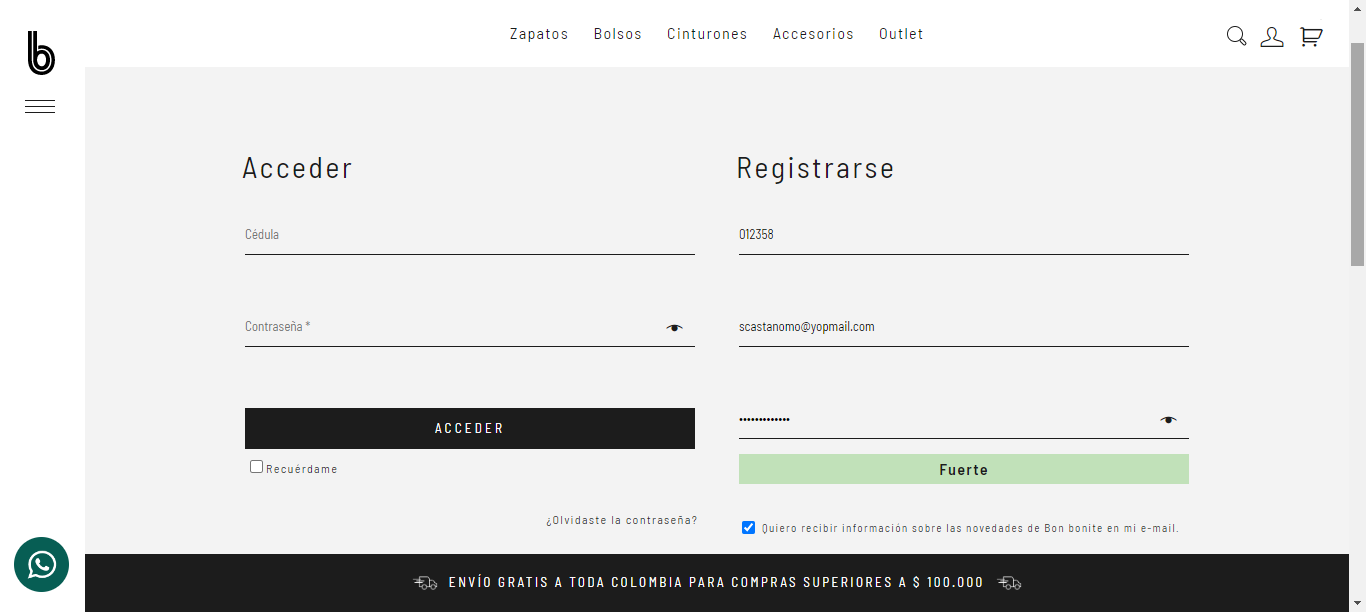 b
Zapatos Bolsos Cinturones Accesorios Outlet
Acceder
Cédula
Contraseña *
ACCEDER
Recuérdame
¿Olvidaste la contraseña?
Registrarse
012358
scastanomo@yopmail.com
•••••••••••••
Fuerte
Quiero recibir información sobre las novedades de Bon bonite en mi e-mail.
ENVÍO GRATIS A TODA COLOMBIA PARA COMPRAS SUPERIORES A $ 100.000